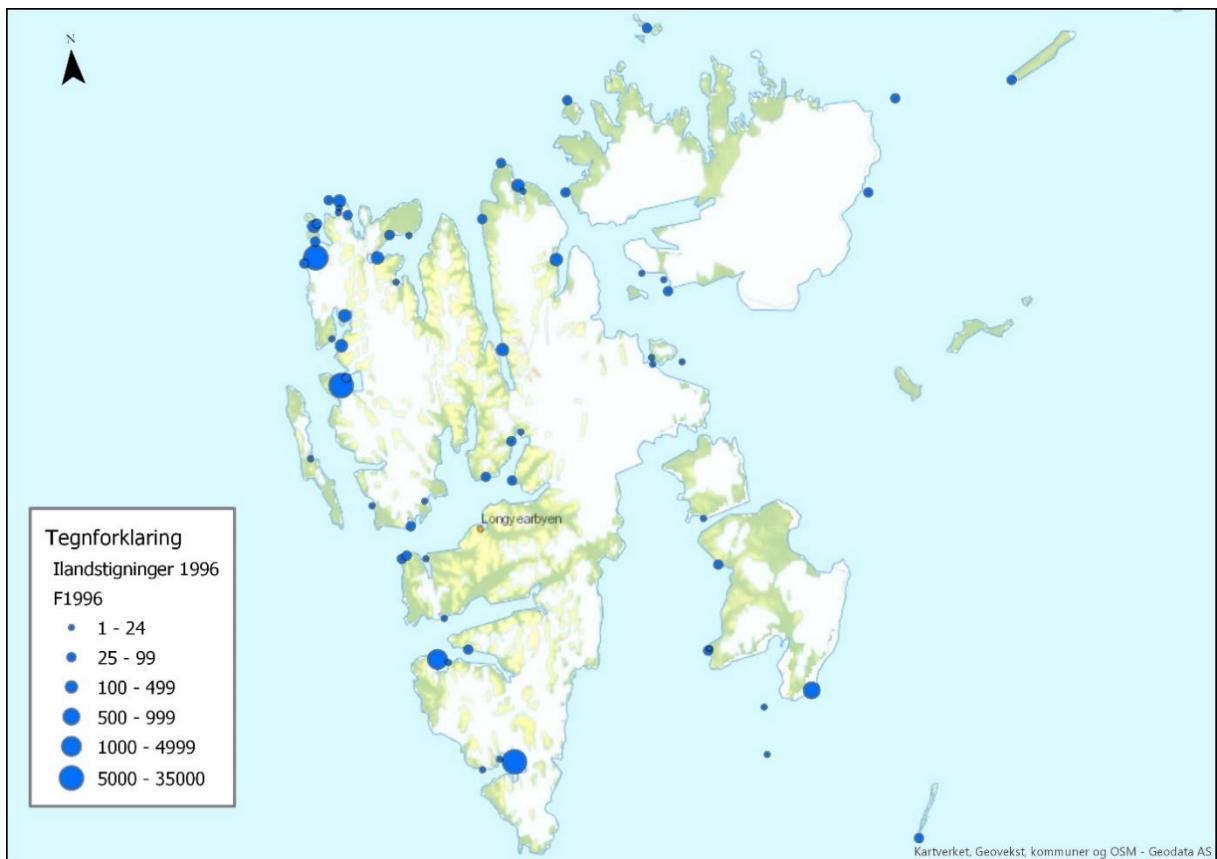 N
Longyearbyen
Tegnforklaring
Ilandstigninger 1996
F1996
1 - 24
25 - 99
100 - 499
500 - 999
1000 - 4999
5000 - 35000
Kartverket, Geovekst, kommuner og OSM - Geodata AS